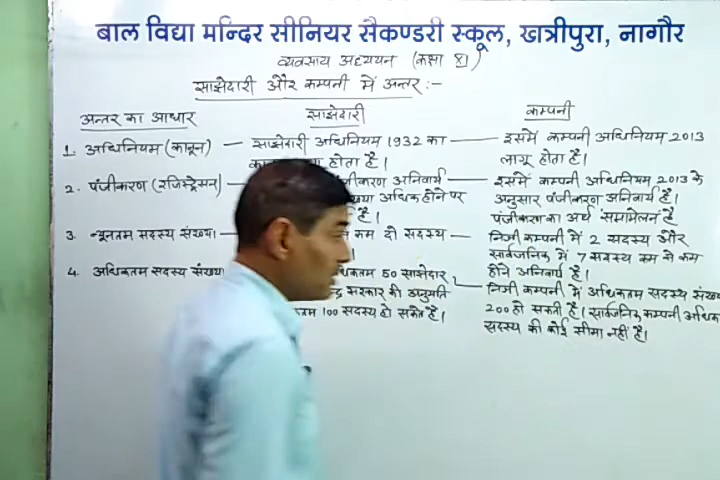 बाल विद्या मन्दिर सीनियर सैकण्डरी स्कूल, खत्रीपुरा, नागौर
व्यवसाय अध्ययन (कक्षा XI)
साझेदारी और कम्पनी में अन्तर :-
अन्तर का आधार साझेदारी कम्पनी
1. अधिनियम (कानून) — साझेदारी अधिनियम 1932 का — इसमें कम्पनी अधिनियम 2013
होता है। लागू होता है।
2. पंजीकरण (रजिस्ट्रेसन) — अनिवार्य — इसमें कम्पनी अधिनियम 2013 के
अधिक होने पर अनुसार पंजीकरण अनिवार्य है।
है। पंजीकरण का अर्थ समामेलन है
3. न्यूनतम सदस्य संख्या — कम दो सदस्य — निजी कम्पनी में 2 सदस्य और
सार्वजनिक में 7 सदस्य कम से कम
होने अनिवार्य है।
4. अधिकतम सदस्य संख्या 50 साझेदार — निजी कम्पनी में अधिकतम सदस्य संख्या
सरकार की अनुमति 200 हो सकती है। सार्वजनिक कम्पनी अधिक
100 सदस्य हो सकते है। सदस्य की कोई सीमा नहीं है।